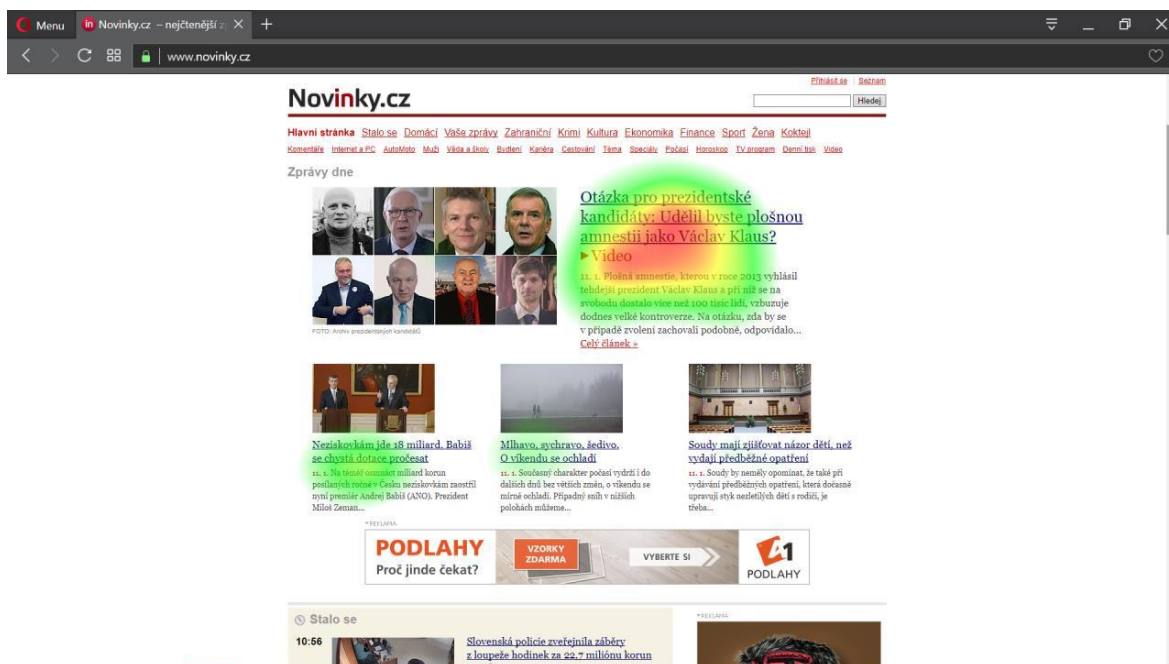 Menu
Novinky.cz – nejčtenější z
www.novinky.cz
Přihlásit se Seznam
Novinky.cz
Hledej
Hlavní stránka Stalo se Domácí Vaše zprávy Zahraniční Krimi Kultura Ekonomika Finance Sport Žena Koktejl
Komentáře Internet a PC AutoMoto Muži Věda a školy Bydlení Kariéra Cestování Téma Speciály Počasí Horoskop TV program Denní tisk Video
Zprávy dne
Otázka pro prezidentské
kandidáty: Udělil byste plošnou
amnestii jako Václav Klaus?
Video
11. 1. Plošná amnestie, kterou v roce 2013 vyhlásil
tehdejší prezident Václav Klaus a při níž se na
svobodu dostalo více než 100 tisíc lidí, vzbuzuje
dodnes velké kontroverze. Na otázku, zda by se
v případě zvolení zachovali podobně, odpovídalo...
Celý článek »
FOTO: Archiv prezidentských kandidátů
Neziskovkám jde 18 miliard. Babiš
se chystá dotace pročesat
11. 1. Na téměř osmnáct miliard korun
posílaných ročně v Česku neziskovkám zaostřil
nyní premiér Andrej Babiš (ANO). Prezident
Miloš Zeman...
Mlhavo, sychravo, šedivo.
O víkendu se ochladí
11. 1. Současný charakter počasí vydrží i do
dalších dnů bez větších změn, o víkendu se
mírně ochladí. Případný sníh v nižších
polohách můžeme...
Soudy mají zjišťovat názor dětí, než
vydají předběžné opatření
11. 1. Soudy by neměly opomínat, že také při
vydávání předběžných opatření, která dočasně
upravují styk nezletilých dětí s rodiči, je
třeba...
REKLAMA
PODLAHY
Proč jinde čekat?
VZORKY
ZDARMA
VYBERTE SI
A1
PODLAHY
Stalo se
REKLAMA
10:56
Slovenská policie zveřejnila záběry
z loupeže hodinek za 22,7 miliónu korun